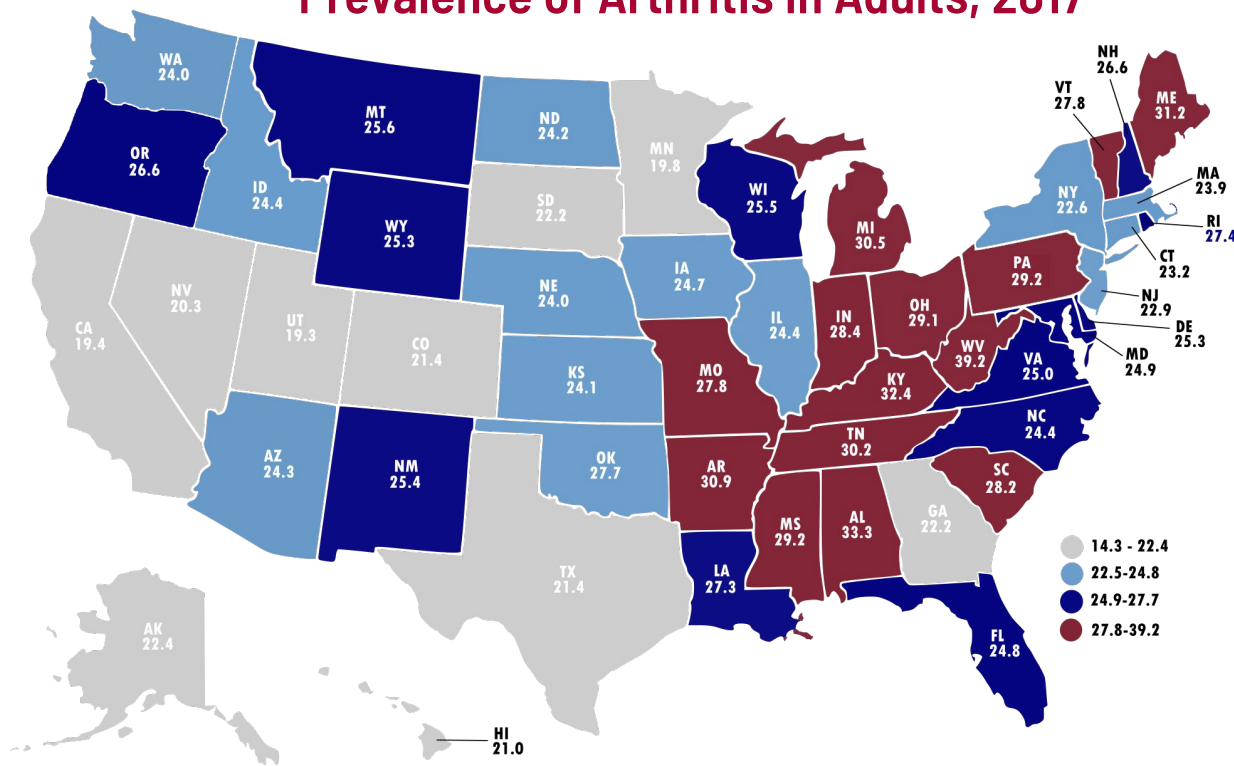 Prevalence of Arthritis in Adults, 2017
WA
24.0
MT
25.6
ND
24.2
MN
19.8
OR
26.6
ID
24.4
WY
25.3
SD
22.2
WI
25.5
MI
30.5
NH
26.6
VT
27.8
ME
31.2
NY
22.6
MA
23.9
RI
27.4
CT
23.2
NJ
22.9
DE
25.3
MD
24.9
PA
29.2
CA
19.4
NV
20.3
UT
19.3
CO
21.4
NE
24.0
IA
24.7
IL
24.4
IN
28.4
OH
29.1
WV
39.2
VA
25.0
KS
24.1
MO
27.8
KY
32.4
NC
24.4
TN
30.2
AZ
24.3
NM
25.4
OK
27.7
AR
30.9
SC
28.2
MS
29.2
AL
33.3
GA
22.2
TX
21.4
LA
27.3
FL
24.8
AK
22.4
HI
21.0
14.3 - 22.4
22.5-24.8
24.9-27.7
27.8-39.2